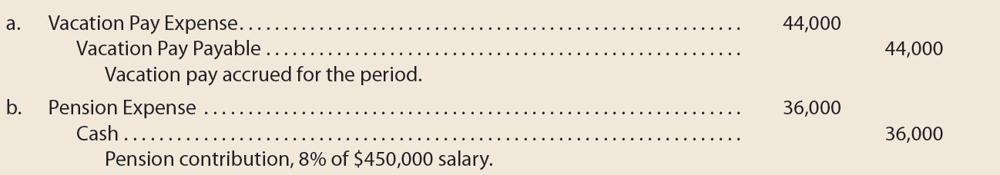 a. Vacation Pay Expense. . . . . . . . . . . . . . . . . . . . . . . . . . . . . . . . . . . . . . . . . . . . . . . . . . . . . . . . . . 44,000
Vacation Pay Payable . . . . . . . . . . . . . . . . . . . . . . . . . . . . . . . . . . . . . . . . . . . . . . . . . . . . . . . 44,000
Vacation pay accrued for the period.
b. Pension Expense . . . . . . . . . . . . . . . . . . . . . . . . . . . . . . . . . . . . . . . . . . . . . . . . . . . . . . . . . . . . . . 36,000
Cash . . . . . . . . . . . . . . . . . . . . . . . . . . . . . . . . . . . . . . . . . . . . . . . . . . . . . . . . . . . . . . . . . . . . . . . 36,000
Pension contribution, 8% of $450,000 salary.